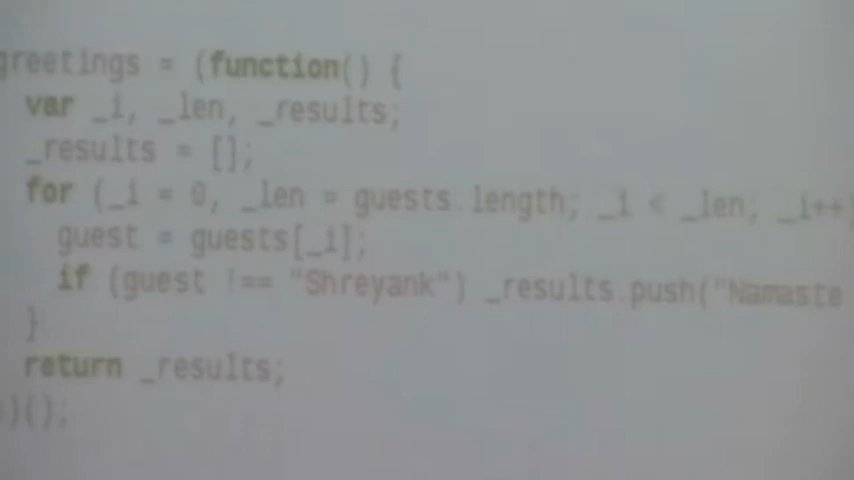 greetings = (function() {
var _i, _len, _results;
_results = [];
for (_i = 0, _len = guests.length; _i < _len; _i++)
guest = guests[_i];
if (guest !== "Shreyank") _results.push("Namaste
}
return _results;
})();